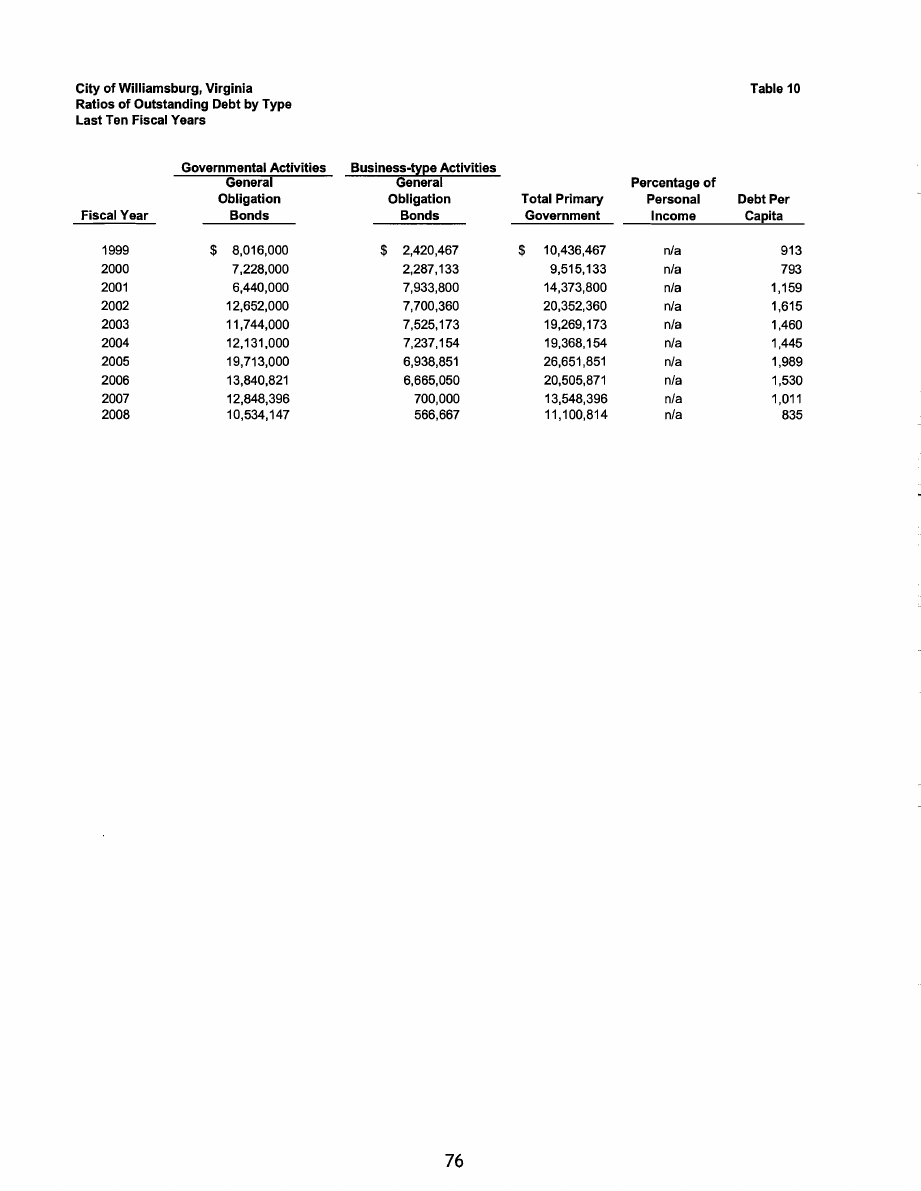 City of Williamsburg, Virginia Table 10
Ratios of Outstanding Debt by Type
Last Ten Fiscal Years
Governmental Activities Business-type Activities
General General Percentage of
Obligation Obligation Total Primary Personal Debt Per
Fiscal Year Bonds Bonds Government Income Capita
1999 $ 8,016,000 $ 2,420,467 $ 10,436,467 n/a 913
2000 7,228,000 2,287,133 9,515,133 n/a 793
2001 6,440,000 7,933,800 14,373,800 n/a 1,159
2002 12,652,000 7,700,360 20,352,360 n/a 1,615
2003 11,744,000 7,525,173 19,269,173 n/a 1,460
2004 12,131,000 7,237,154 19,368,154 n/a 1,445
2005 19,713,000 6,938,851 26,651,851 n/a 1,989
2006 13,840,821 6,665,050 20,505,871 n/a 1,530
2007 12,848,396 700,000 13,548,396 n/a 1,011
2008 10,534,147 566,667 11,100,814 n/a 835
76